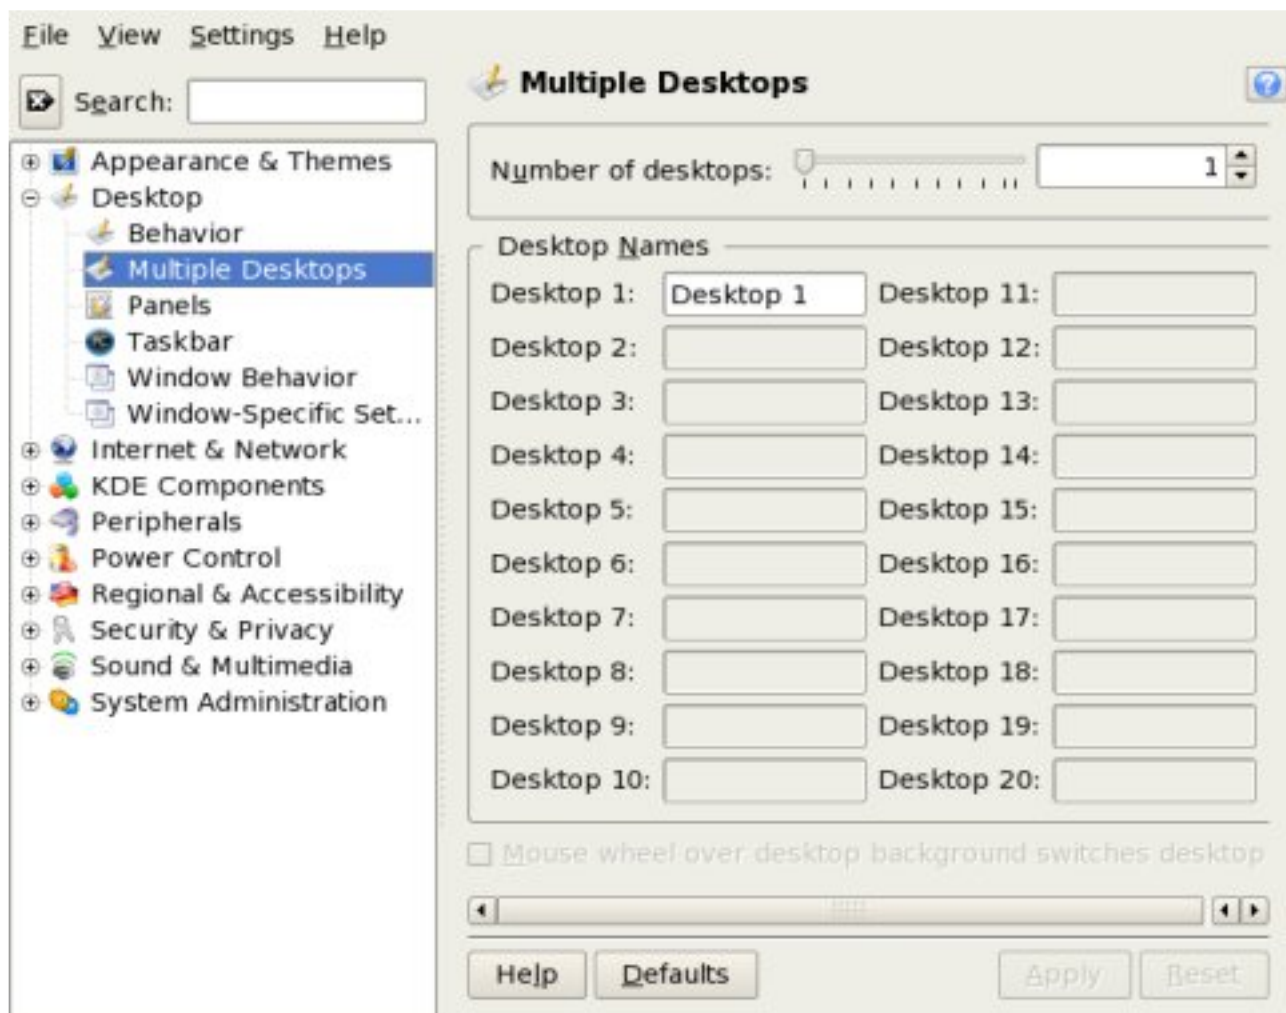 File View Settings Help
Search:
Appearance & Themes
Desktop
Behavior
Multiple Desktops
Panels
Taskbar
Window Behavior
Window-Specific Set...
Internet & Network
KDE Components
Peripherals
Power Control
Regional & Accessibility
Security & Privacy
Sound & Multimedia
System Administration
Multiple Desktops
Number of desktops: 1
Desktop Names
Desktop 1: Desktop 1 Desktop 11:
Desktop 2: Desktop 12:
Desktop 3: Desktop 13:
Desktop 4: Desktop 14:
Desktop 5: Desktop 15:
Desktop 6: Desktop 16:
Desktop 7: Desktop 17:
Desktop 8: Desktop 18:
Desktop 9: Desktop 19:
Desktop 10: Desktop 20:
Mouse wheel over desktop background switches desktop
Help Defaults Apply Reset